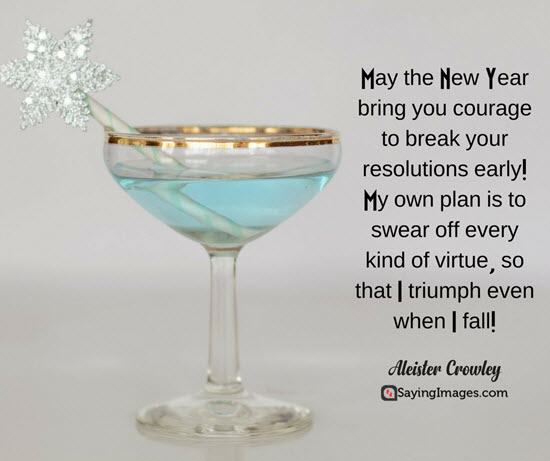 May the New Year
bring you courage
to break your
resolutions early!
My own plan is to
swear off every
kind of virtue, so
that I triumph even
when I fall!
Aleister Crowley
SayingImages.com